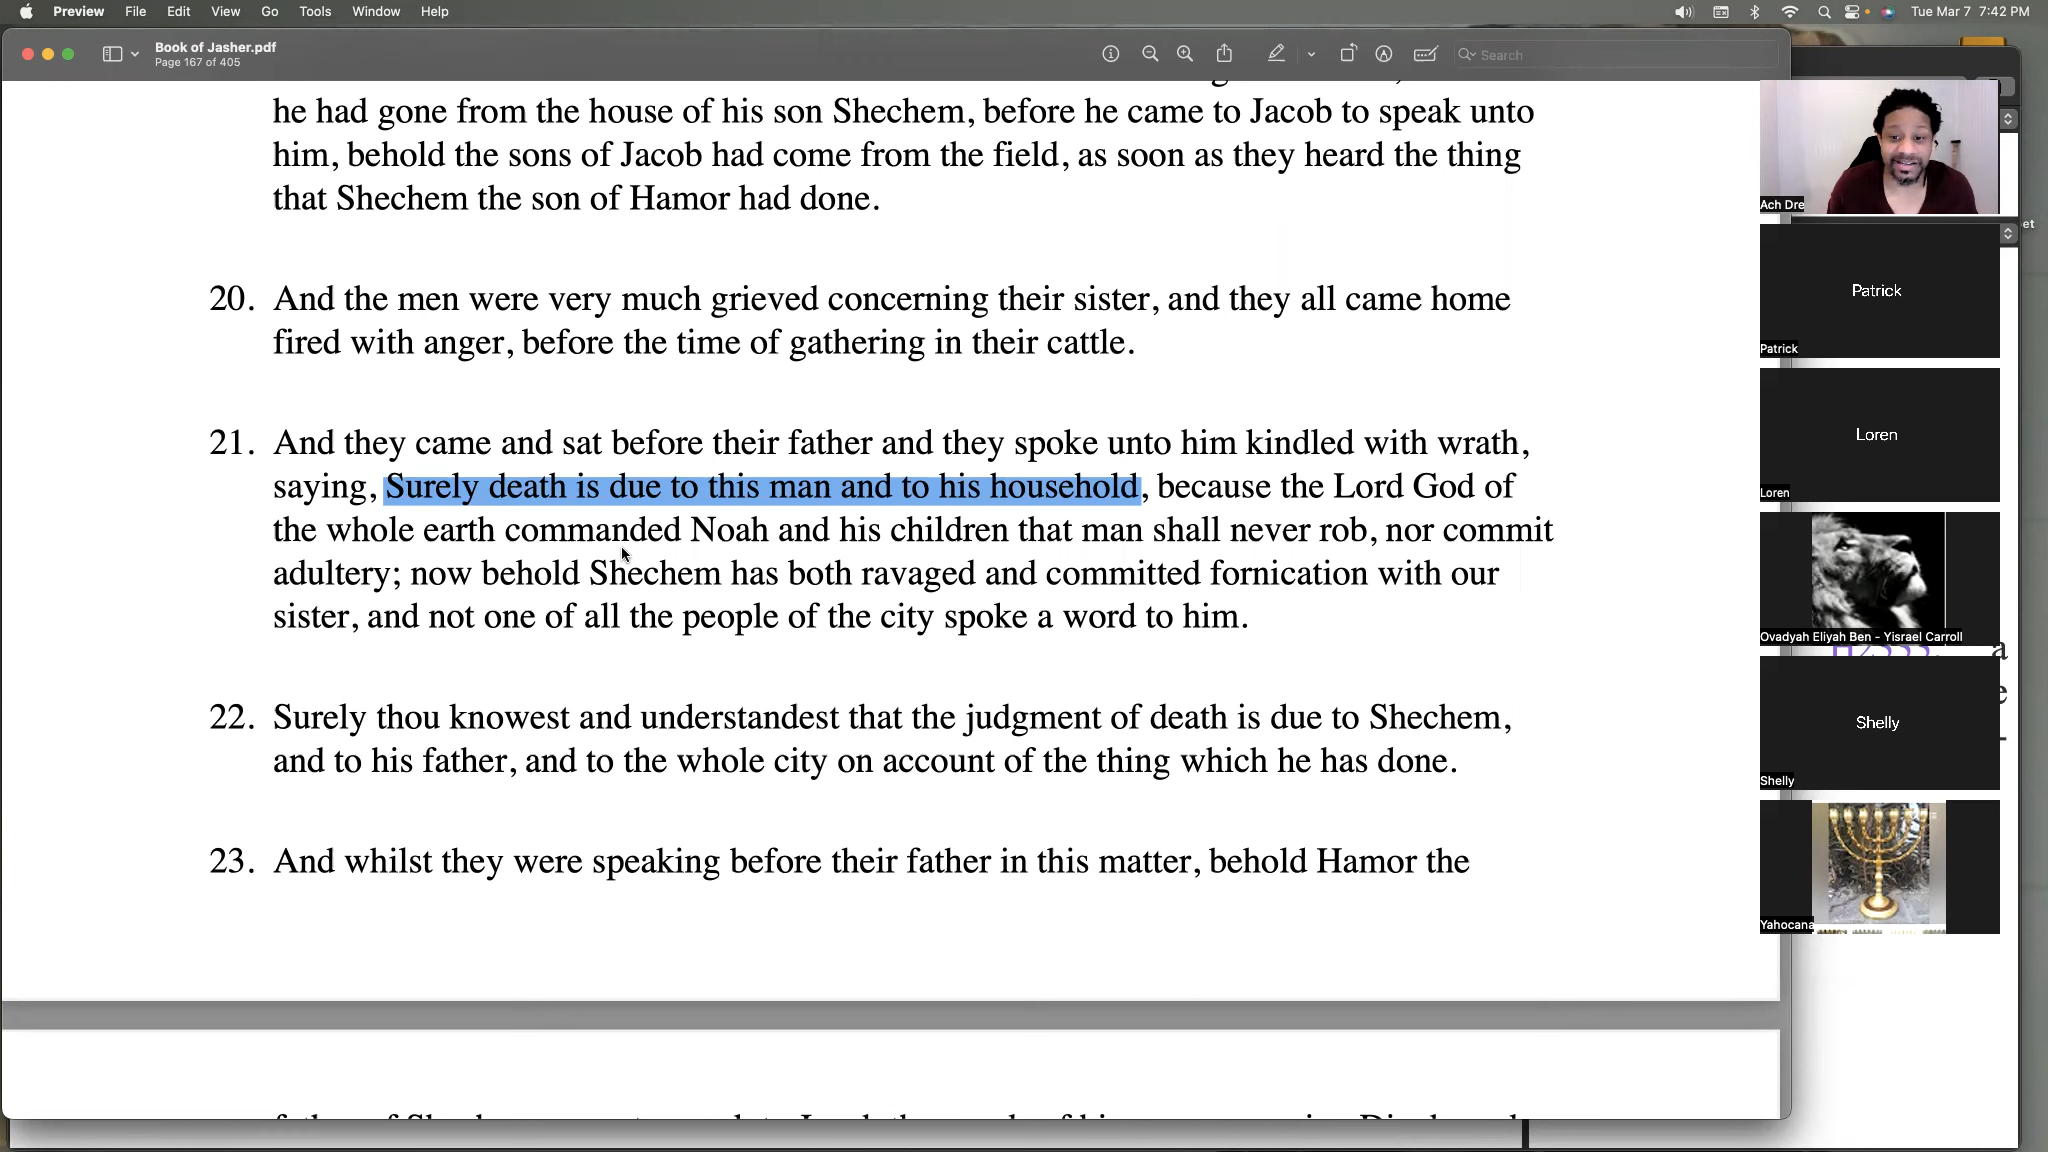 Preview File Edit View Go Tools Window Help
Tue Mar 7 7:42 PM
Book of Jasher.pdf
Page 167 of 405
Search
he had gone from the house of his son Shechem, before he came to Jacob to speak unto
him, behold the sons of Jacob had come from the field, as soon as they heard the thing
that Shechem the son of Hamor had done.
20. And the men were very much grieved concerning their sister, and they all came home
fired with anger, before the time of gathering in their cattle.
21. And they came and sat before their father and they spoke unto him kindled with wrath,
saying, Surely death is due to this man and to his household, because the Lord God of
the whole earth commanded Noah and his children that man shall never rob, nor commit
adultery; now behold Shechem has both ravaged and committed fornication with our
sister, and not one of all the people of the city spoke a word to him.
22. Surely thou knowest and understandest that the judgment of death is due to Shechem,
and to his father, and to the whole city on account of the thing which he has done.
23. And whilst they were speaking before their father in this matter, behold Hamor the
Ach Dre
et
Patrick
Patrick
Loren
Loren
Ovadyah Eliyah Ben - Yisrael Carroll
a
e
Shelly
Shelly
Yahocana